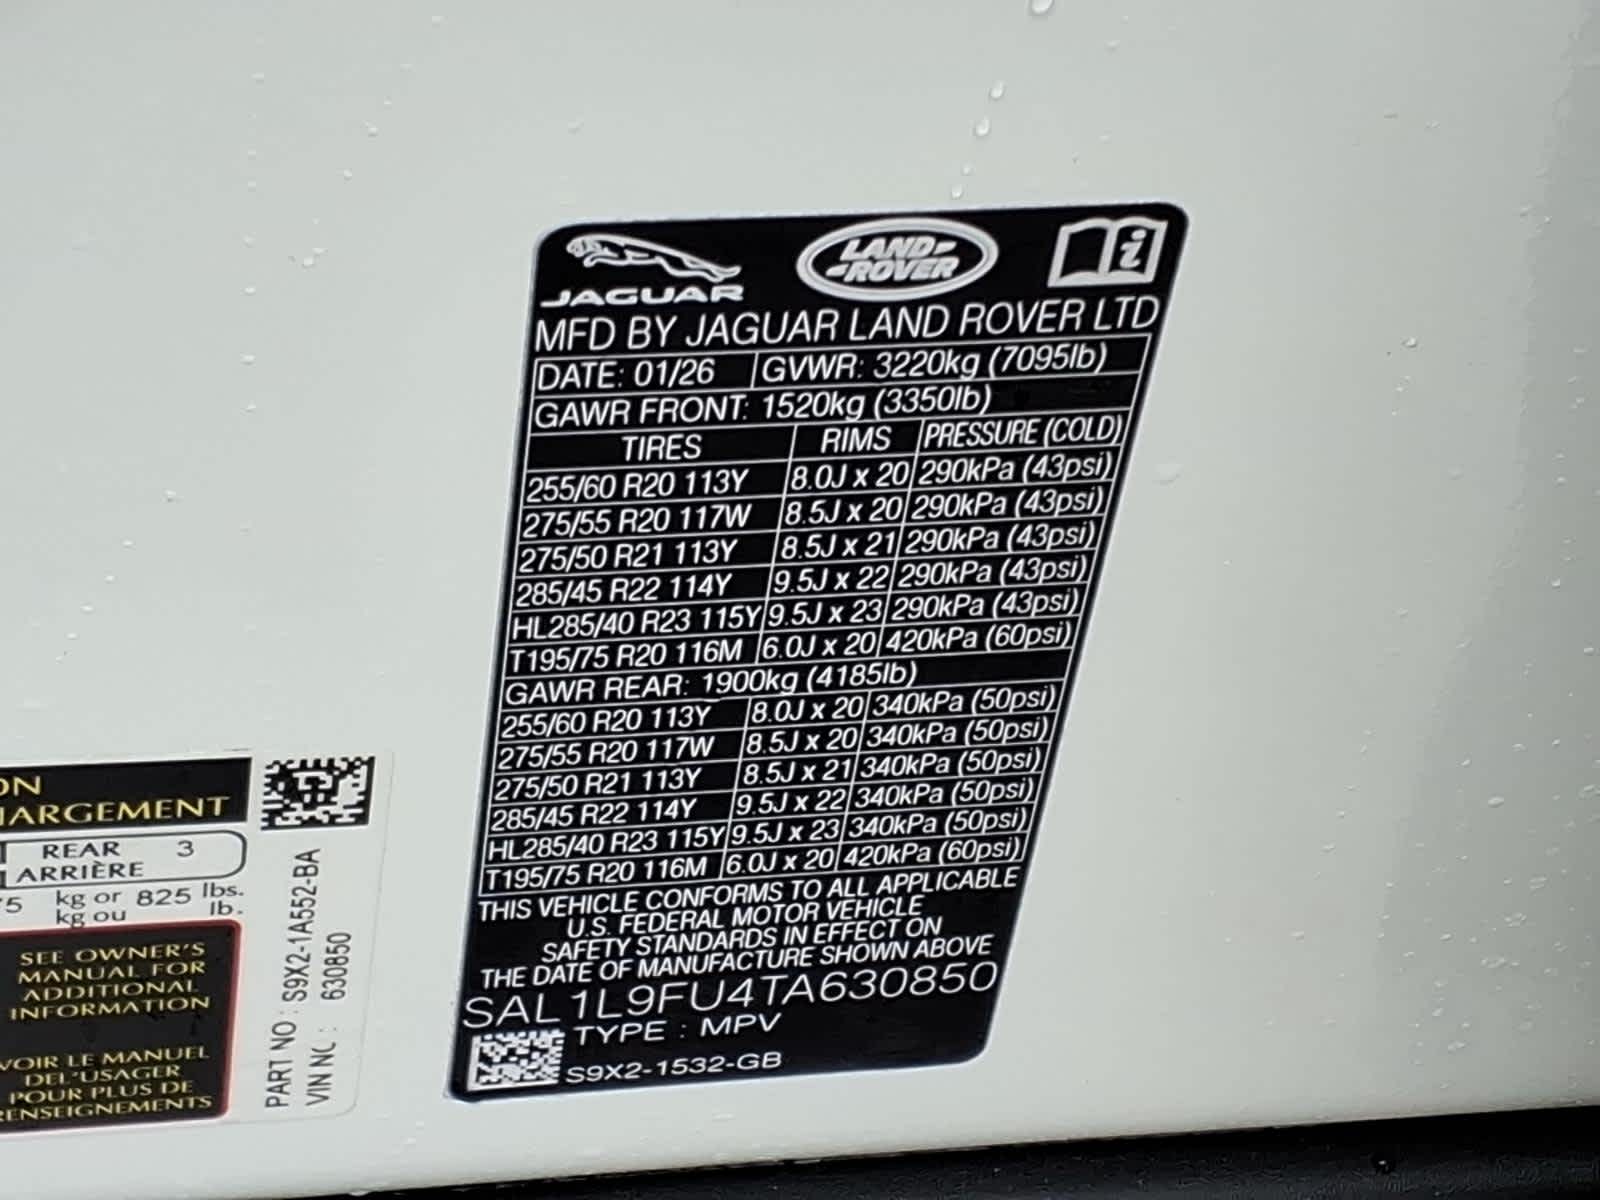 JAGUAR
LAND-
-ROVER
i
MFD BY JAGUAR LAND ROVER LTD
DATE: 01/26 GVWR: 3220kg (7095lb)
GAWR FRONT: 1520kg (3350lb)
TIRES RIMS PRESSURE (COLD)
255/60 R20 113Y 8.0J x 20 290kPa (43psi)
275/55 R20 117W 8.5J x 20 290kPa (43psi)
275/50 R21 113Y 8.5J x 21 290kPa (43psi)
285/45 R22 114Y 9.5J x 22 290kPa (43psi)
HL285/40 R23 115Y 9.5J x 23 290kPa (43psi)
T195/75 R20 116M 6.0J x 20 420kPa (60psi)
GAWR REAR: 1900kg (4185lb)
255/60 R20 113Y 8.0J x 20 340kPa (50psi)
275/55 R20 117W 8.5J x 20 340kPa (50psi)
275/50 R21 113Y 8.5J x 21 340kPa (50psi)
285/45 R22 114Y 9.5J x 22 340kPa (50psi)
HL285/40 R23 115Y 9.5J x 23 340kPa (50psi)
T195/75 R20 116M 6.0J x 20 420kPa (60psi)
THIS VEHICLE CONFORMS TO ALL APPLICABLE
U.S. FEDERAL MOTOR VEHICLE
SAFETY STANDARDS IN EFFECT ON
THE DATE OF MANUFACTURE SHOWN ABOVE
SAL1L9FU4TA630850
TYPE : MPV
S9X2-1532-GB
ON
HARGEMENT
REAR 3
ARRIÈRE
5 kg or 825 lbs.
kg ou lb.
SEE OWNER'S
MANUAL FOR
ADDITIONAL
INFORMATION
VOIR LE MANUEL
DEL'USAGER
POUR PLUS DE
RENSEIGNEMENTS
PART NO : S9X2-1A552-BA
VIN NO : 630850